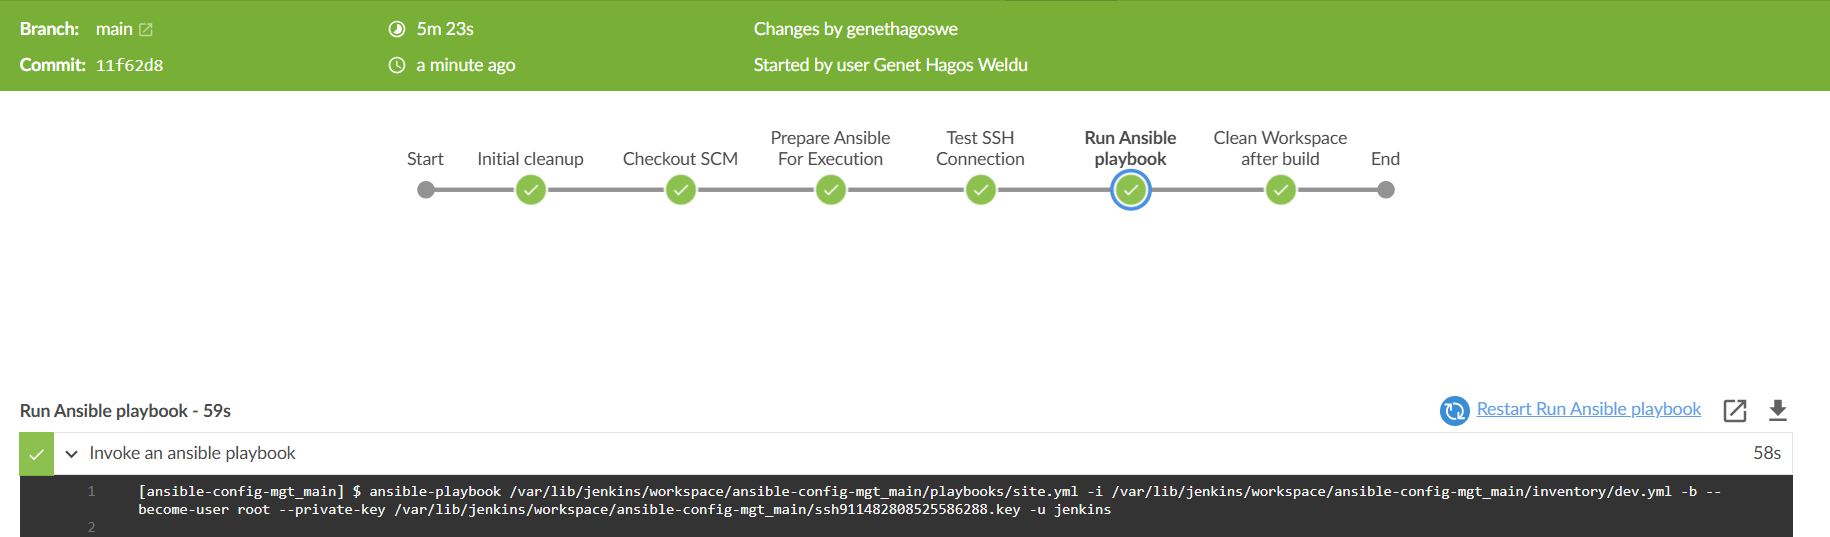 Branch: main
5m 23s
Changes by genethagoswe
Commit: 11f62d8
a minute ago
Started by user Genet Hagos Weldu
Start
Initial cleanup
Checkout SCM
Prepare Ansible
For Execution
Test SSH
Connection
Run Ansible
playbook
Clean Workspace
after build
End
Run Ansible playbook - 59s
Restart Run Ansible playbook
Invoke an ansible playbook
58s
1 [ansible-config-mgt_main] $ ansible-playbook /var/lib/jenkins/workspace/ansible-config-mgt_main/playbooks/site.yml -i /var/lib/jenkins/workspace/ansible-config-mgt_main/inventory/dev.yml -b --
become-user root --private-key /var/lib/jenkins/workspace/ansible-config-mgt_main/ssh911482808525586288.key -u jenkins
2